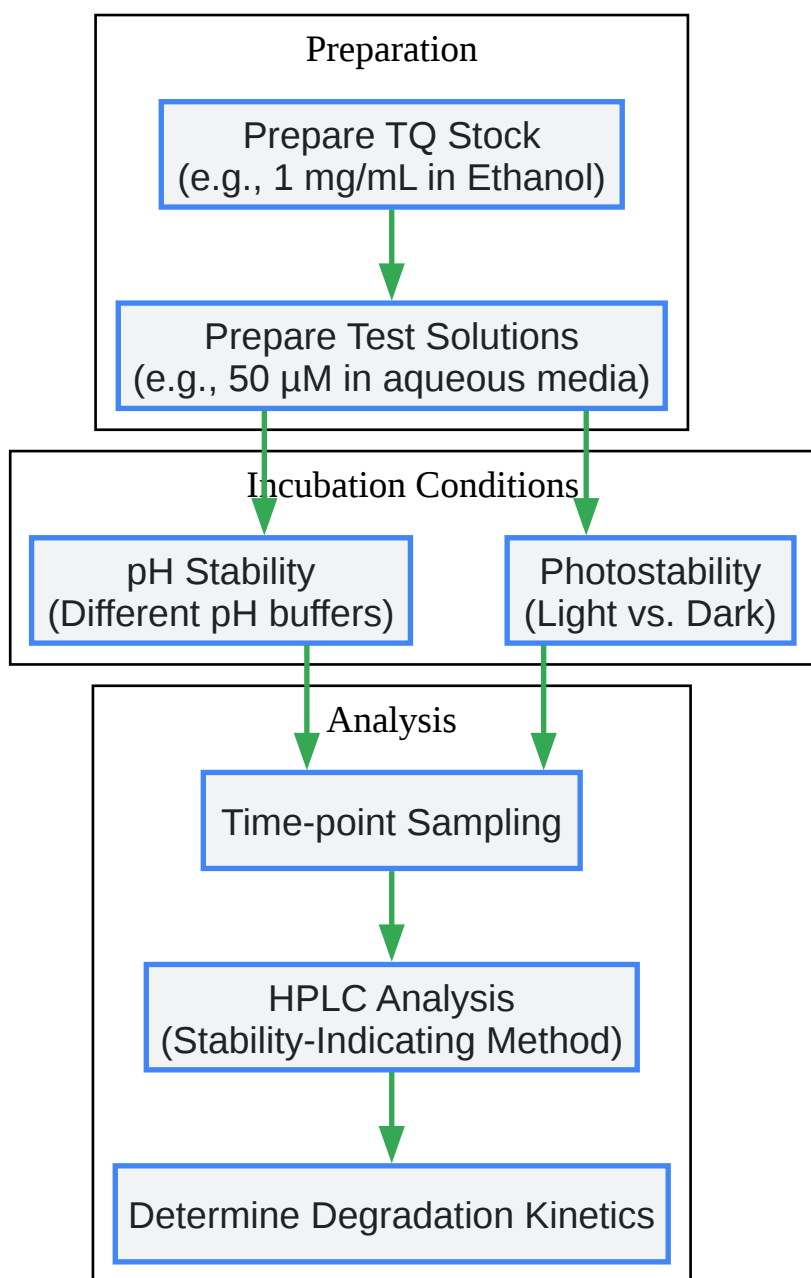 Preparation
Prepare TQ Stock
(e.g., 1 mg/mL in Ethanol)
Prepare Test Solutions
(e.g., 50 µM in aqueous media)
Incubation Conditions
pH Stability
(Different pH buffers)
Photostability
(Light vs. Dark)
Analysis
Time-point Sampling
HPLC Analysis
(Stability-Indicating Method)
Determine Degradation Kinetics